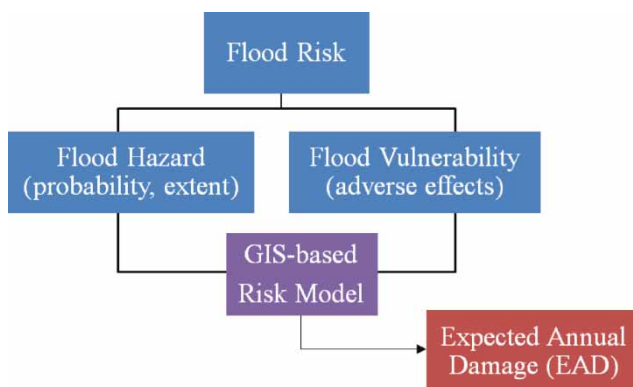 Flood Risk
Flood Hazard
(probability, extent)
Flood Vulnerability
(adverse effects)
GIS-based
Risk Model
Expected Annual
Damage (EAD)